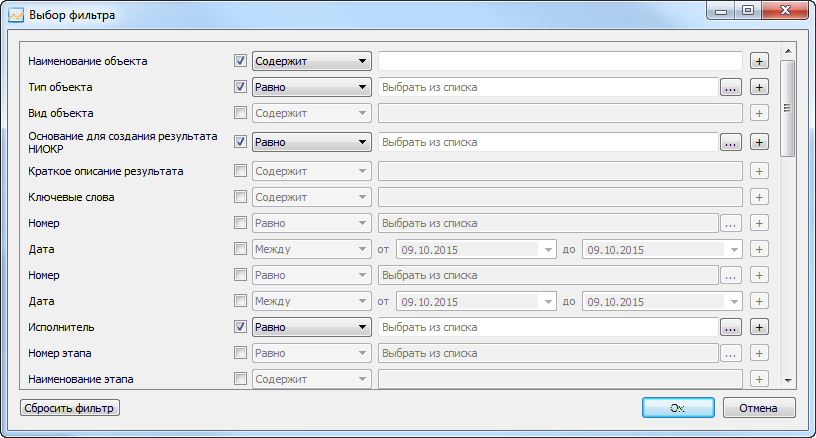 Выбор фильтра
Наименование объекта Содержит
Тип объекта Равно Выбрать из списка ...
Вид объекта Содержит
Основание для создания результата
НИОКР Равно Выбрать из списка ...
Краткое описание результата Содержит
Ключевые слова Содержит
Номер Равно Выбрать из списка ...
Дата Между от 09.10.2015 до 09.10.2015
Номер Равно Выбрать из списка ...
Дата Между от 09.10.2015 до 09.10.2015
Исполнитель Равно Выбрать из списка ...
Номер этапа Равно Выбрать из списка ...
Наименование этапа Содержит
Сбросить фильтр Ок Отмена